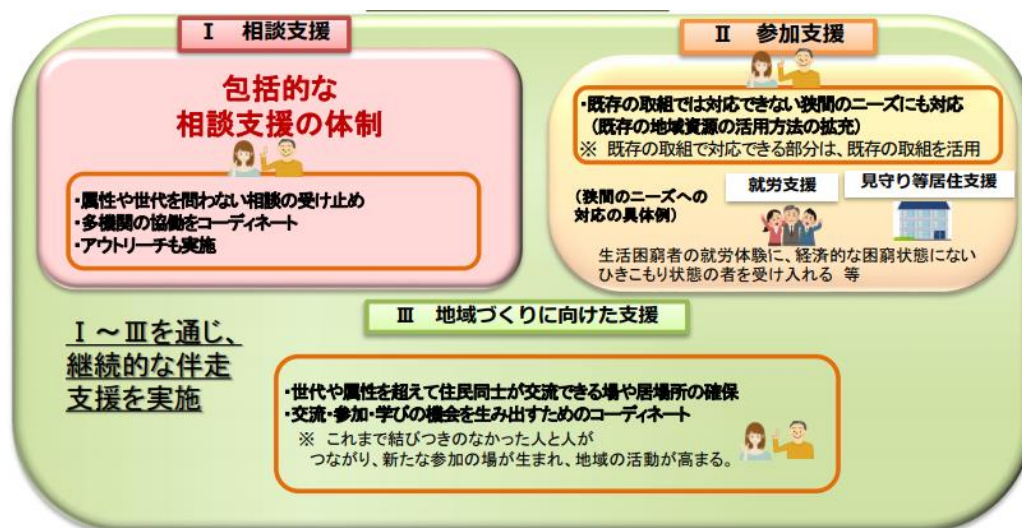 Ⅰ 相談支援
包括的な
相談支援の体制
・属性や世代を問わない相談の受け止め
・多機関の協働をコーディネート
・アウトリーチも実施
Ⅱ 参加支援
・既存の取組では対応できない狭間のニーズにも対応
（既存の地域資源の活用方法の拡充）
※ 既存の取組で対応できる部分は、既存の取組を活用
(狭間のニーズへの
対応の具体例)
就労支援
見守り等居住支援
生活困窮者の就労体験に、経済的な困窮状態にない
ひきこもり状態の者を受け入れる 等
Ⅲ 地域づくりに向けた支援
Ⅰ～Ⅲを通じ、
継続的な伴走
支援を実施
・世代や属性を超えて住民同士が交流できる場や居場所の確保
・交流・参加・学びの機会を生み出すためのコーディネート
※ これまで結びつきのなかった人と人が
つながり、新たな参加の場が生まれ、地域の活動が高まる。